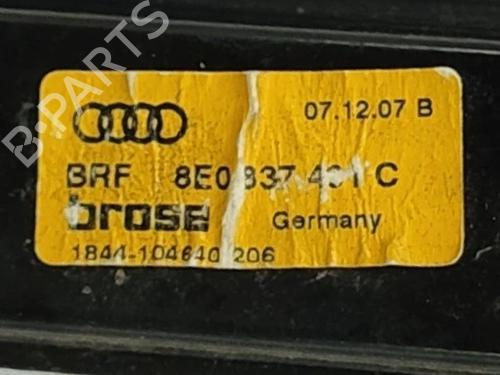 B-PARTS
07.12.07 B
BRF 8E0 837 461 C
brose Germany
1844-104640 206